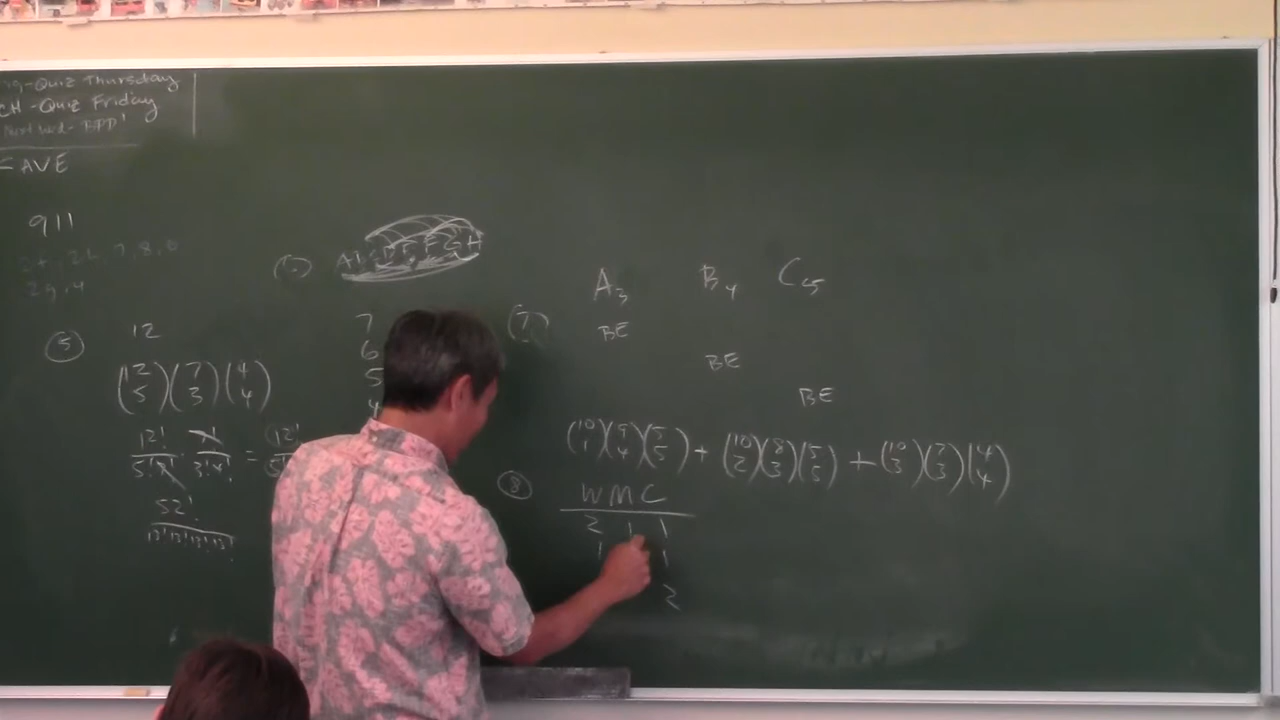 Quiz Thursday
CH - Quiz Friday
CAVE
911
5
12
(12 5)(7 3)(4 4)
12! 7!
5!7! 3!4! = 12!
52!
13!13!13!13!
7
6
5
4
7
A3 B4 C5
BE
BE
BE
(10 1)(9 4)(5 5) + (10 2)(8 3)(5 5) + (10 3)(7 3)(4 4)
8
W M C
2 1 1
1 1
2